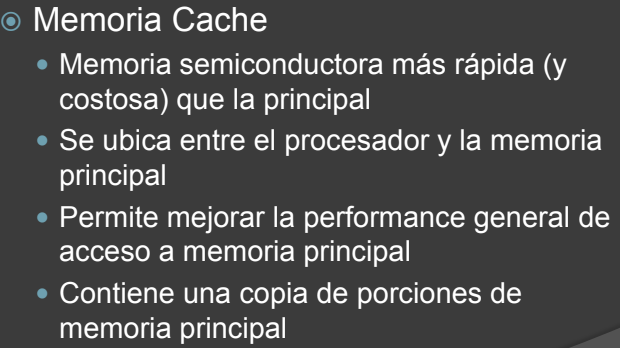 Memoria Cache
Memoria semiconductora más rápida (y
costosa) que la principal
Se ubica entre el procesador y la memoria
principal
Permite mejorar la performance general de
acceso a memoria principal
Contiene una copia de porciones de
memoria principal